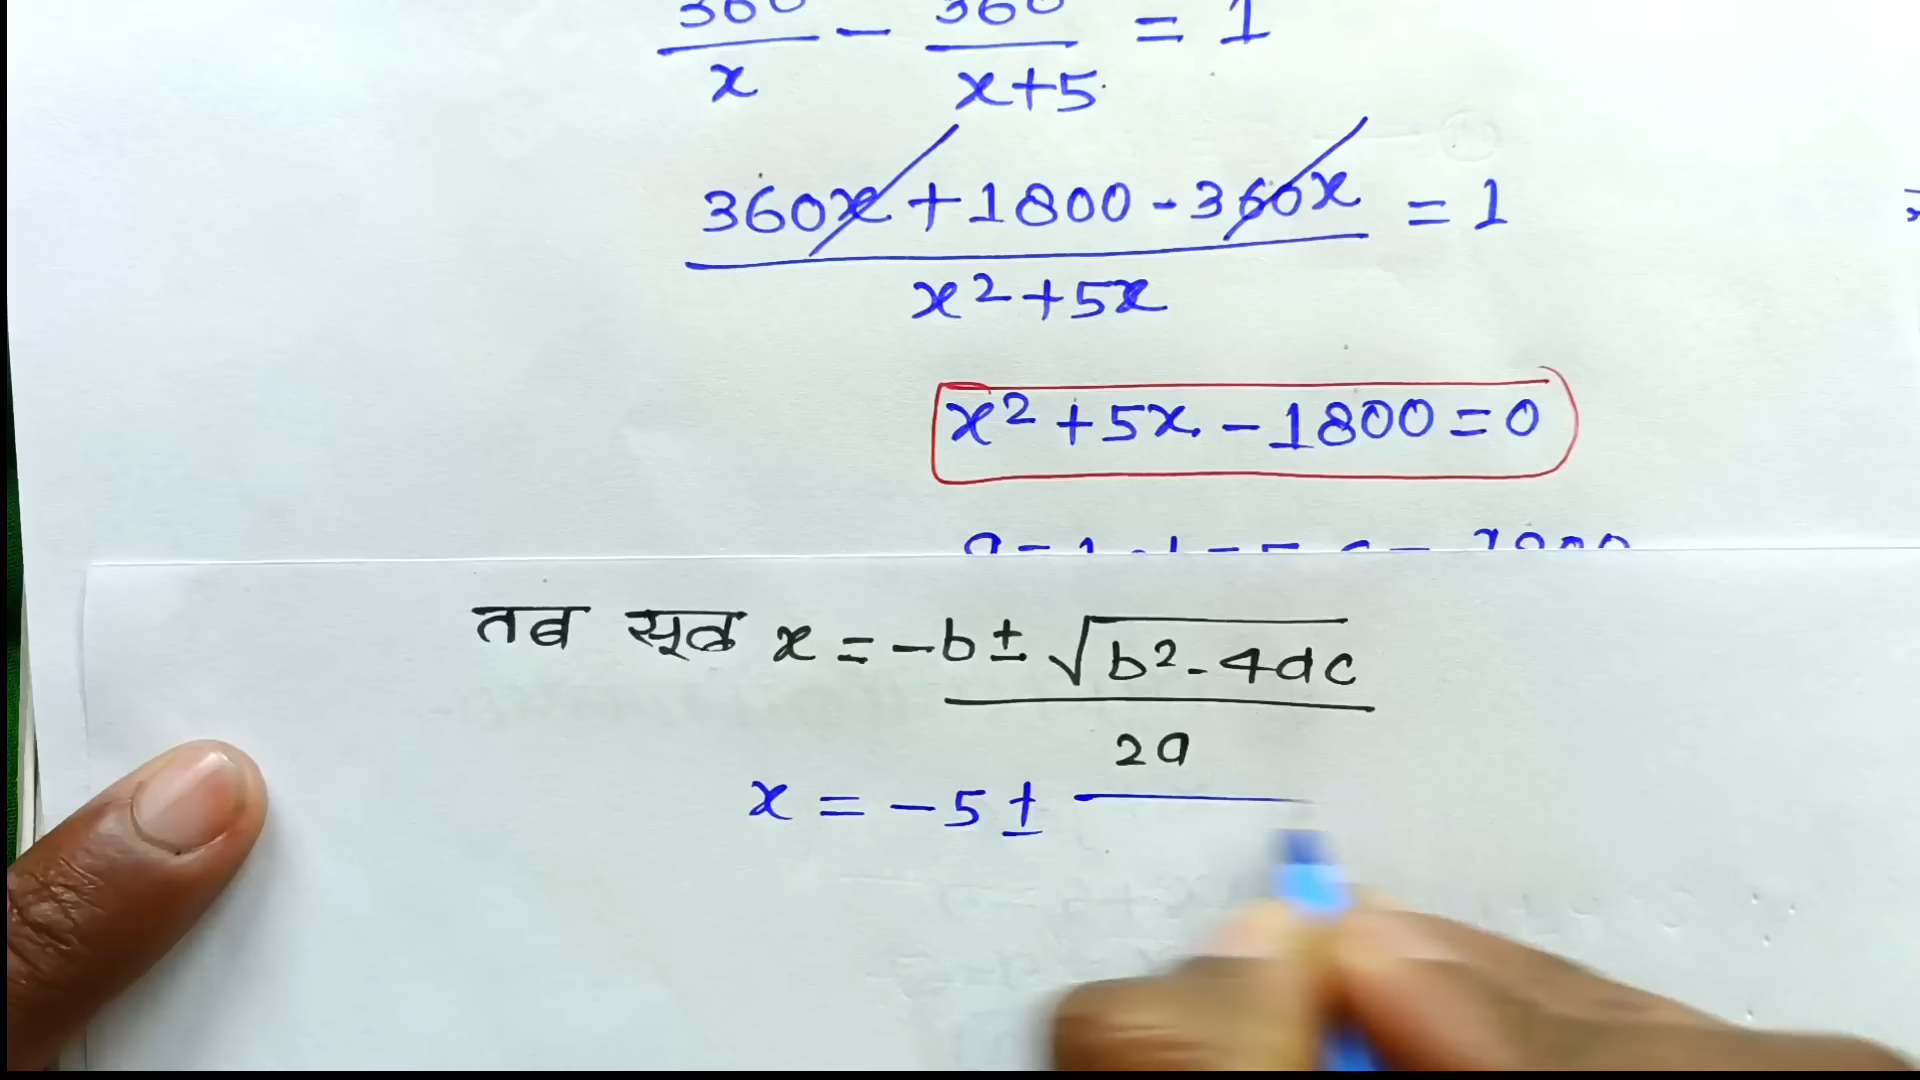 360/x - 360/x+5 = 1
360x + 1800 - 360x / x² + 5x = 1
x² + 5x - 1800 = 0
तब सूत्र x = -b ± √b² - 4ac / 2a
x = -5 ±